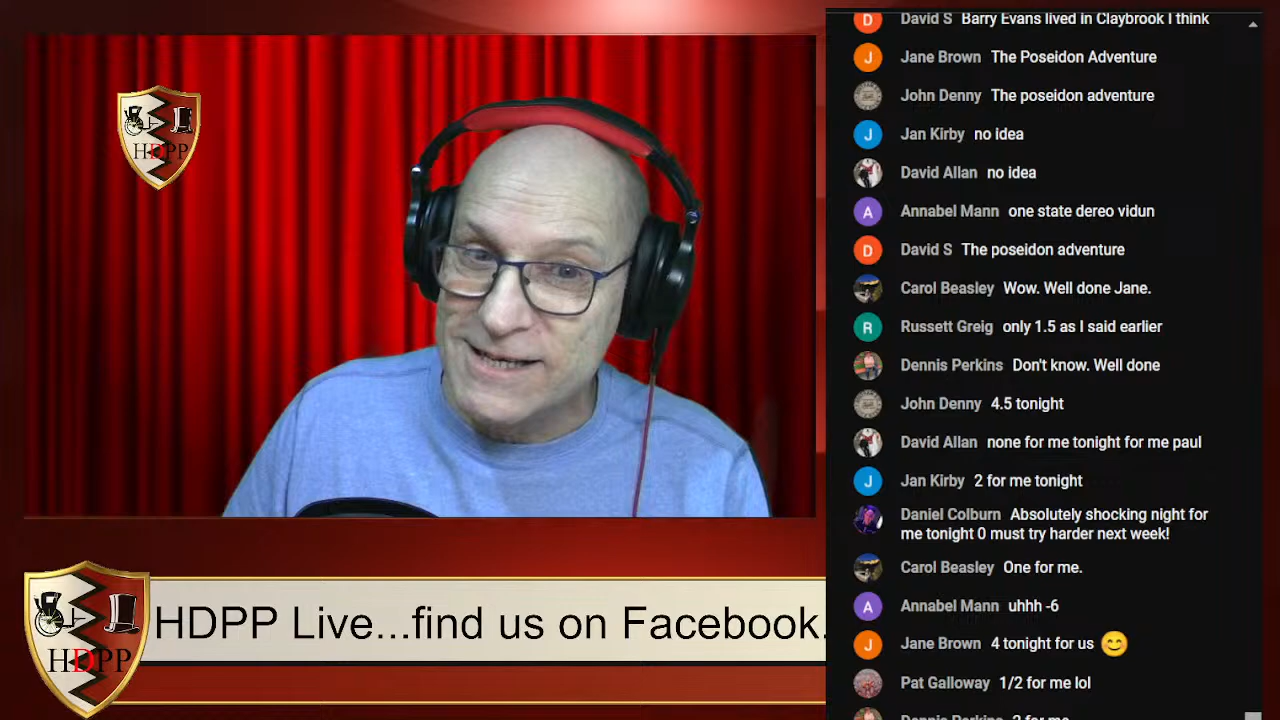 HDPP
HDPP
HDPP Live...find us on Facebook.
D David S Barry Evans lived in Claybrook I think
J Jane Brown The Poseidon Adventure
John Denny The poseidon adventure
J Jan Kirby no idea
David Allan no idea
A Annabel Mann one state dereo vidun
D David S The poseidon adventure
Carol Beasley Wow. Well done Jane.
R Russett Greig only 1.5 as I said earlier
Dennis Perkins Don't know. Well done
John Denny 4.5 tonight
David Allan none for me tonight for me paul
J Jan Kirby 2 for me tonight
Daniel Colburn Absolutely shocking night for
me tonight 0 must try harder next week!
Carol Beasley One for me.
A Annabel Mann uhhh -6
J Jane Brown 4 tonight for us 😊
Pat Galloway 1/2 for me lol
Dennis Perkins 2 for me